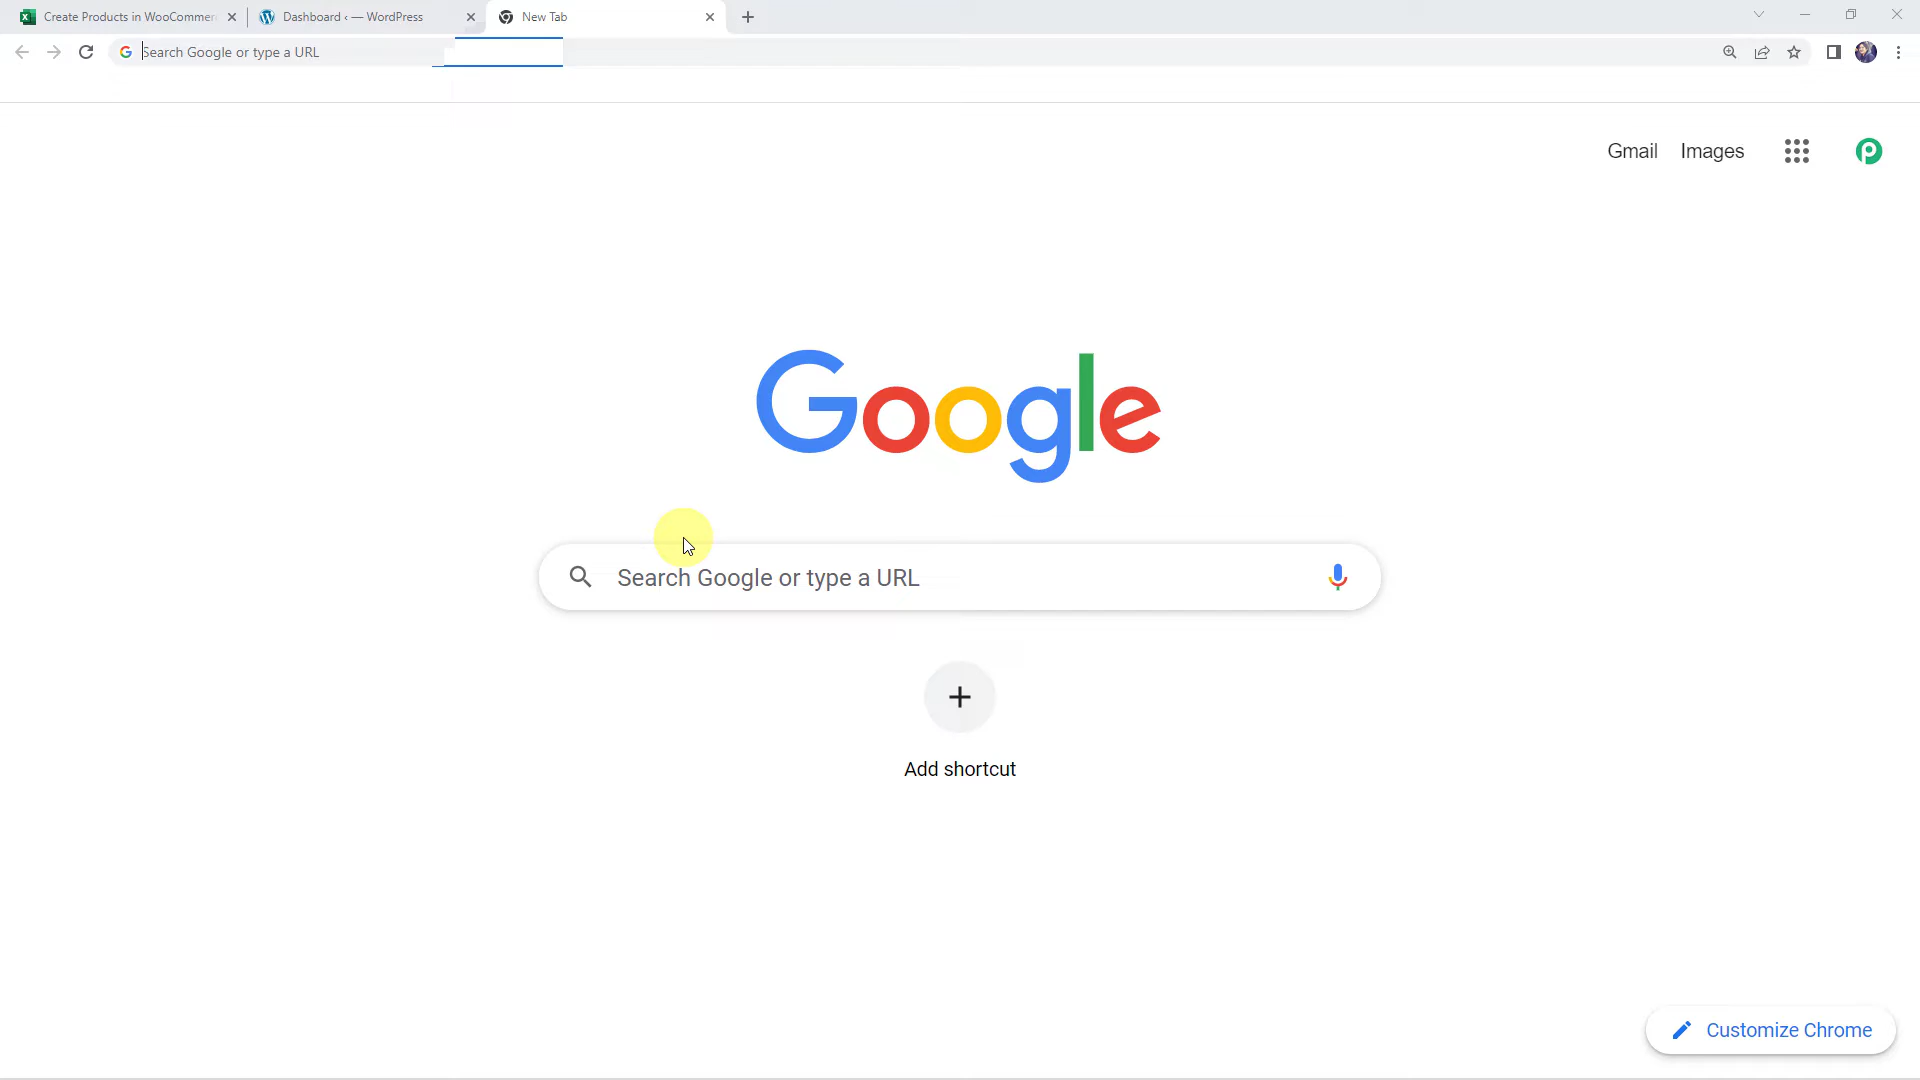 Create Products in WooCommer
Dashboard ‹ — WordPress
New Tab
Search Google or type a URL
Gmail
Images
Google
Search Google or type a URL
Add shortcut
Customize Chrome